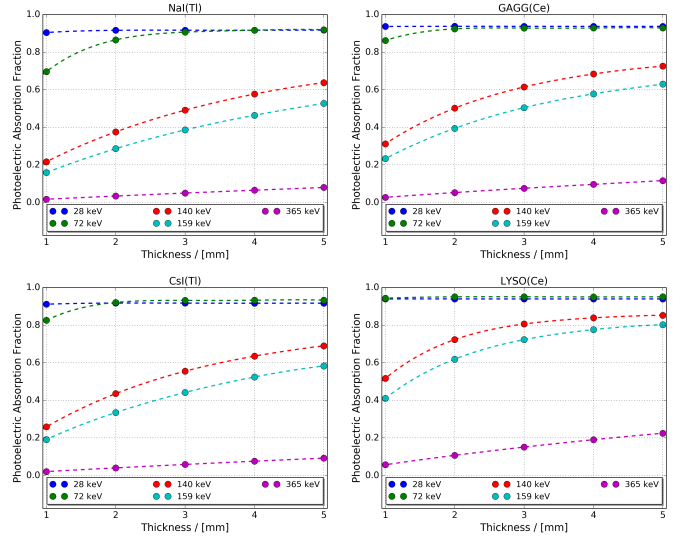 NaI(Tl)
Photoelectric Absorption Fraction
1.0
0.8
0.6
0.4
0.2
0.0
28 keV 140 keV 365 keV
72 keV 159 keV
1 2 3 4 5
Thickness / [mm]
GAGG(Ce)
Photoelectric Absorption Fraction
1.0
0.8
0.6
0.4
0.2
0.0
28 keV 140 keV 365 keV
72 keV 159 keV
1 2 3 4 5
Thickness / [mm]
CsI(Tl)
Photoelectric Absorption Fraction
1.0
0.8
0.6
0.4
0.2
0.0
28 keV 140 keV 365 keV
72 keV 159 keV
1 2 3 4 5
Thickness / [mm]
LYSO(Ce)
Photoelectric Absorption Fraction
1.0
0.8
0.6
0.4
0.2
0.0
28 keV 140 keV 365 keV
72 keV 159 keV
1 2 3 4 5
Thickness / [mm]